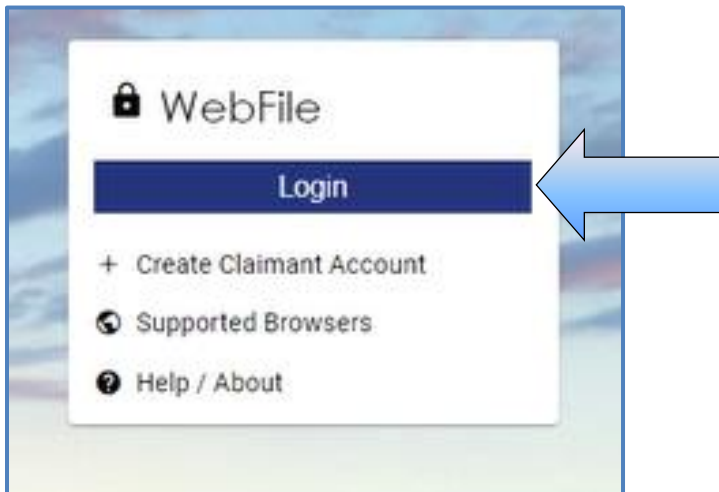 WebFile
Login
+ Create Claimant Account
Supported Browsers
Help / About